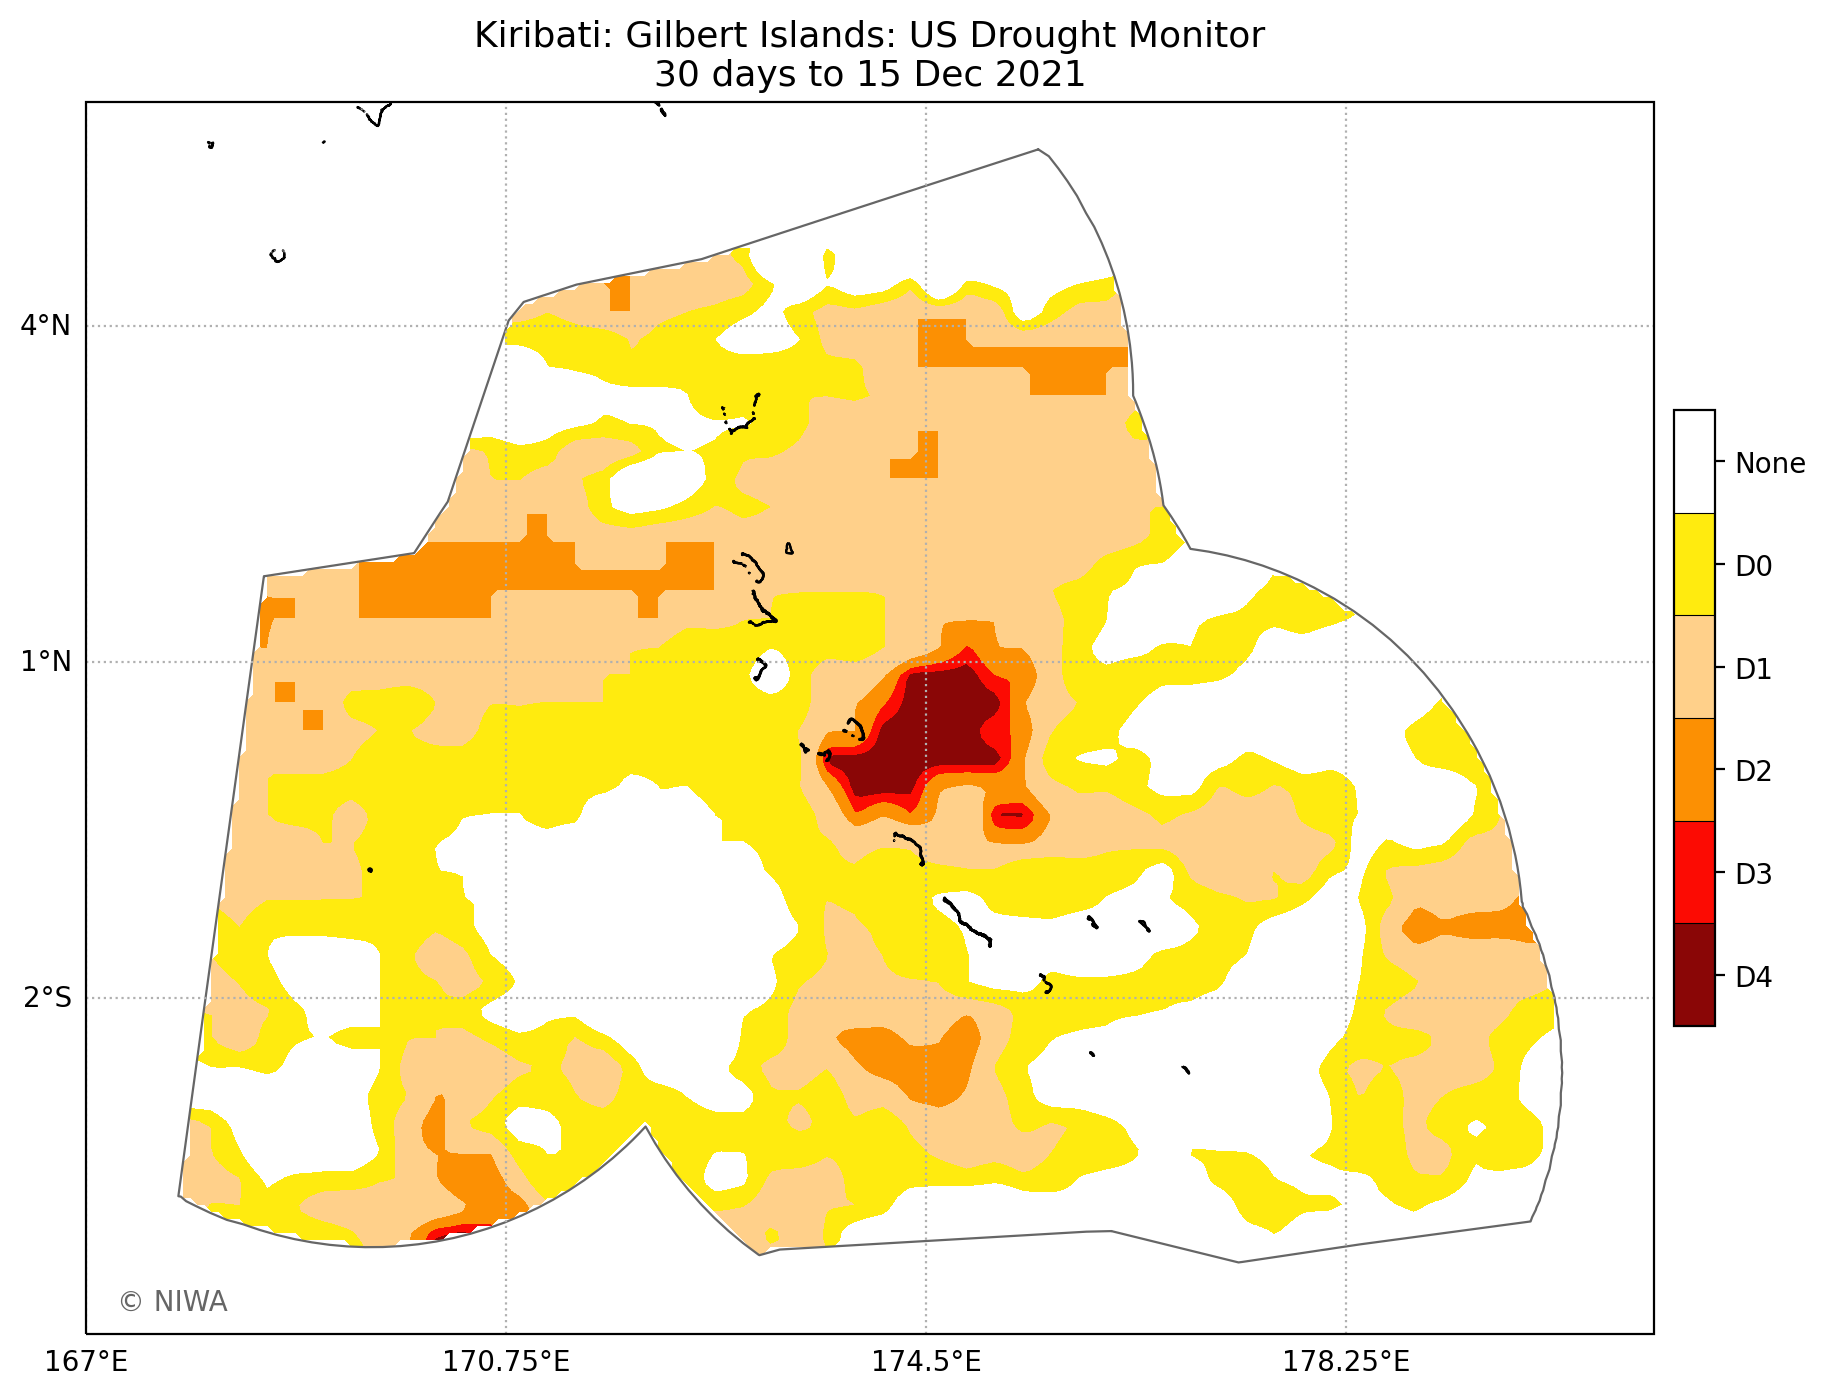 Kiribati: Gilbert Islands: US Drought Monitor
30 days to 15 Dec 2021
4°N
1°N
2°S
None
D0
D1
D2
D3
D4
© NIWA
167°E
170.75°E
174.5°E
178.25°E